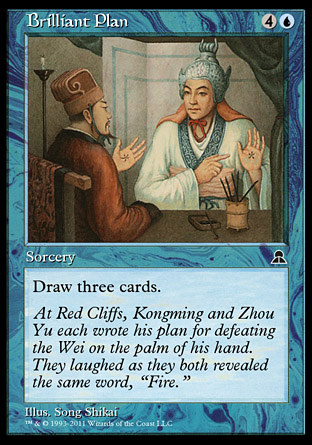 Brilliant Plan 4
Sorcery
Draw three cards.
At Red Cliffs, Kongming and Zhou
Yu each wrote his plan for defeating
the Wei on the palm of his hand.
They laughed as they both revealed
the same word, “Fire.”
Illus. Song Shikai
™ & © 1993-2011 Wizards of the Coast LLC